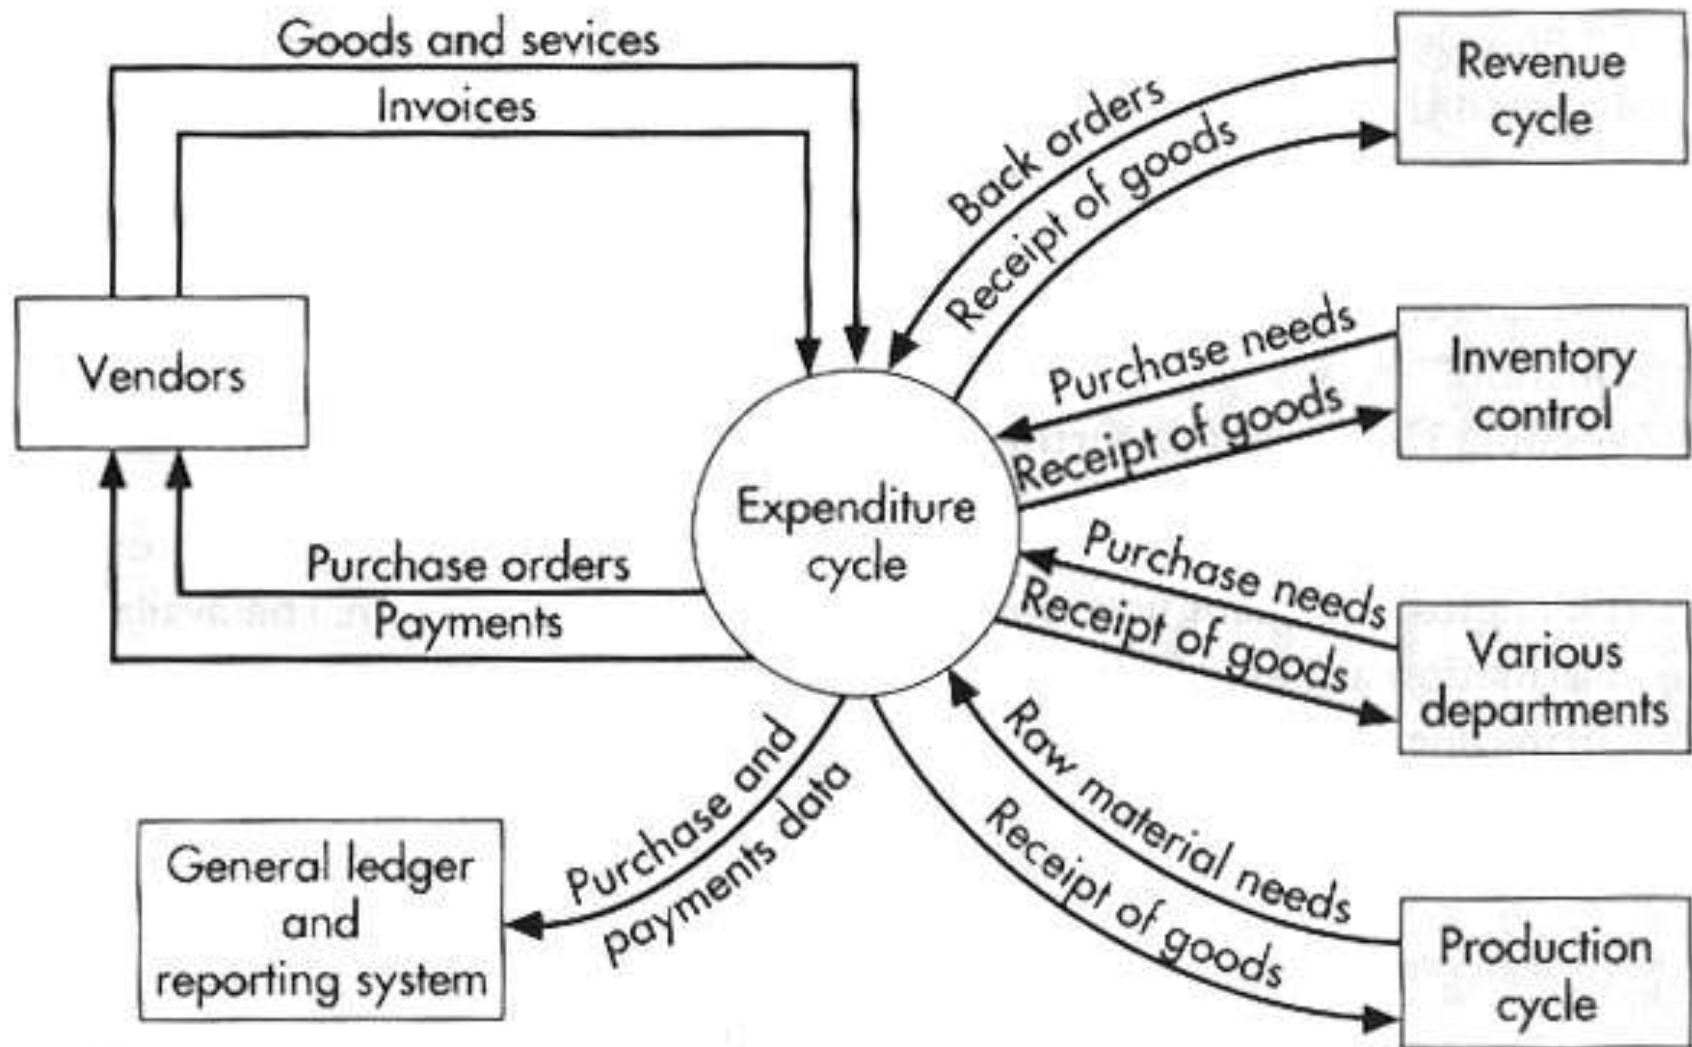 Goods and sevices
Invoices
Vendors
Purchase orders
Payments
Expenditure
cycle
Back orders
Receipt of goods
Revenue
cycle
Purchase needs
Receipt of goods
Inventory
control
Purchase needs
Receipt of goods
Various
departments
Raw material needs
Receipt of goods
Production
cycle
Purchase and
payments data
General ledger
and
reporting system